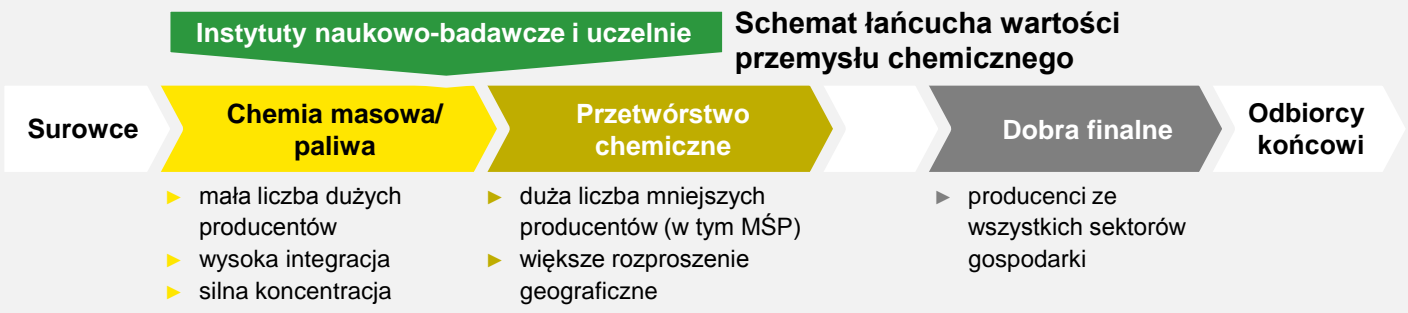 Instytuty naukowo-badawcze i uczelnie
Schemat łańcucha wartości
przemysłu chemicznego
Surowce
Chemia masowa/
paliwa
Przetwórstwo
chemiczne
Dobra finalne
Odbiorcy
końcowi
► mała liczba dużych
producentów
► wysoka integracja
► silna koncentracja
► duża liczba mniejszych
producentów (w tym MŚP)
► większe rozproszenie
geograficzne
► producenci ze
wszystkich sektorów
gospodarki